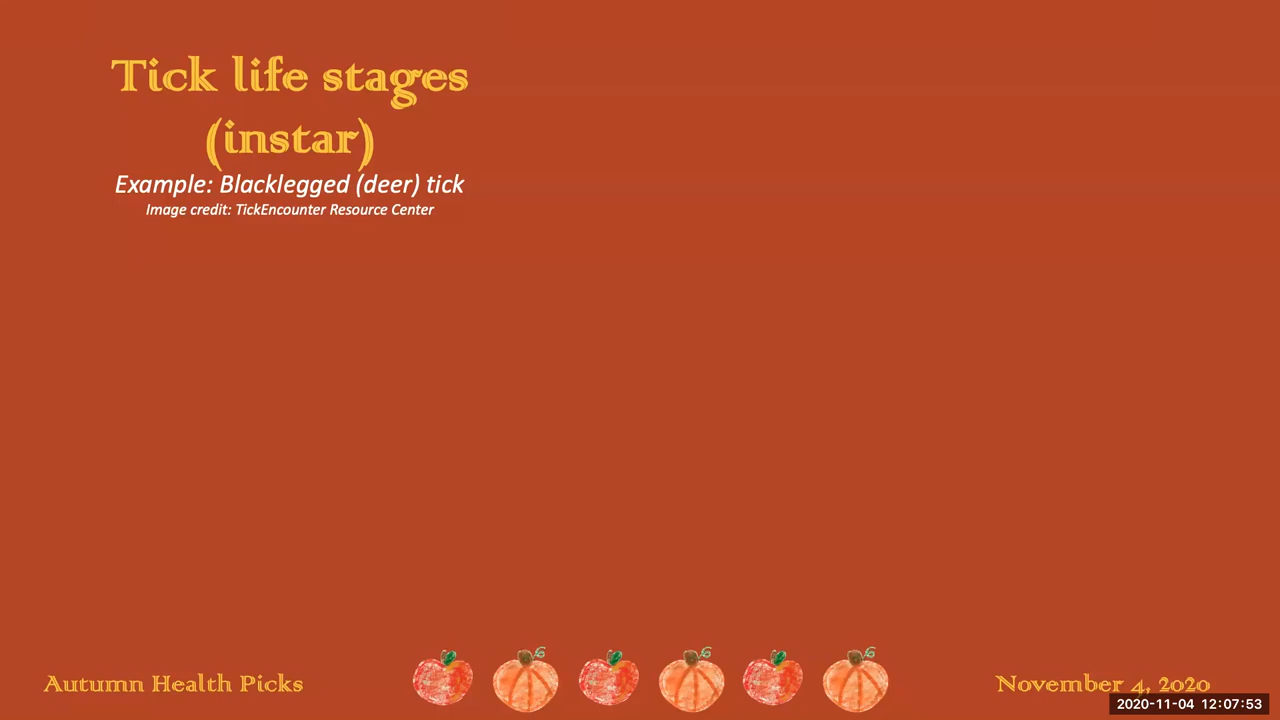 Tick life stages
(instar)
Example: Blacklegged (deer) tick
Image credit: TickEncounter Resource Center
Autumn Health Picks
November 4, 2020
2020-11-04 12:07:53